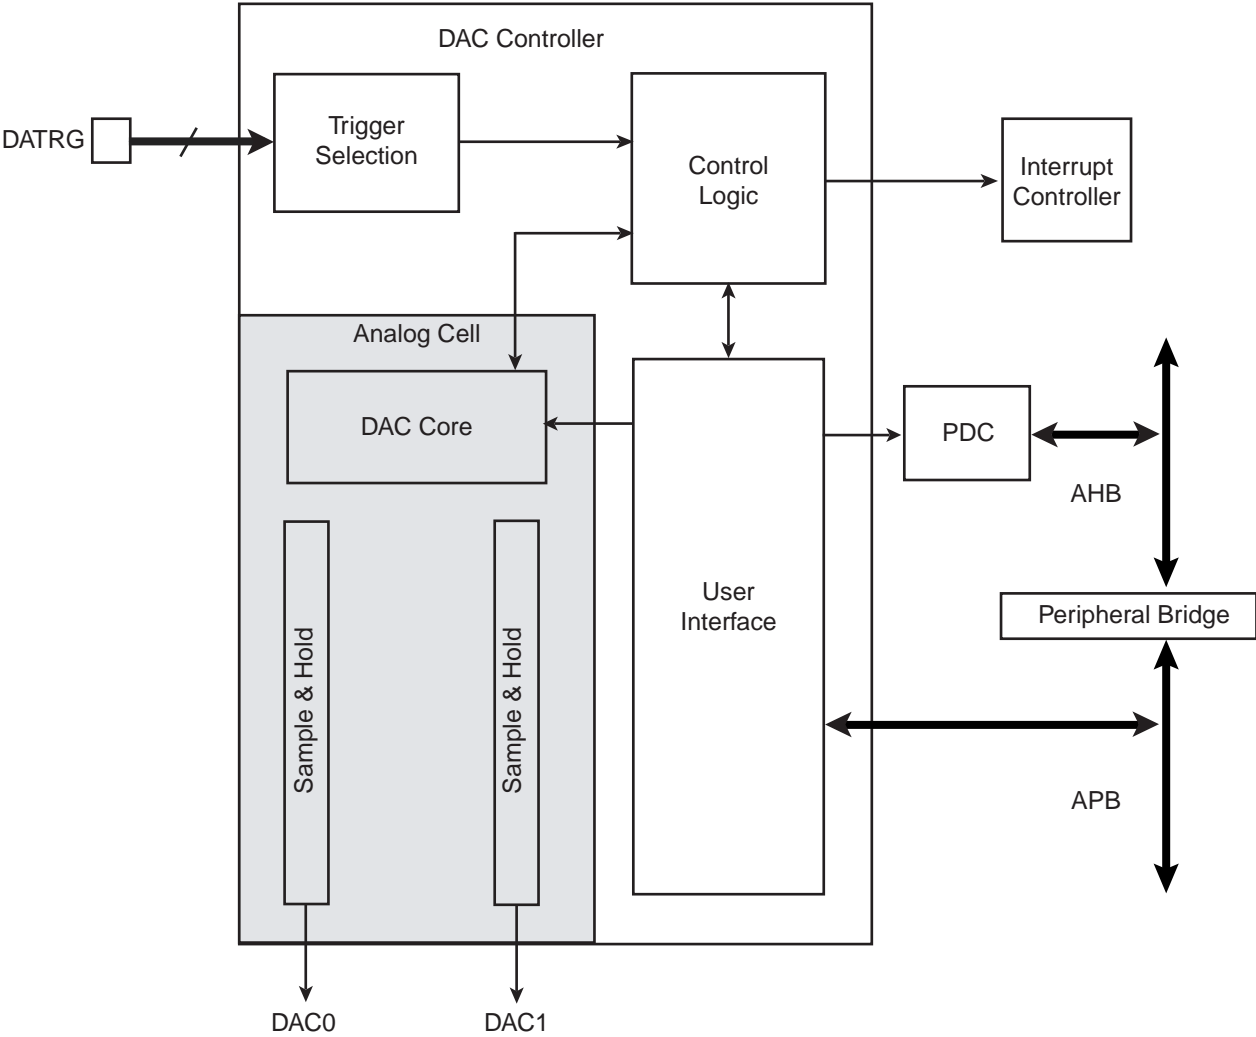 DAC Controller
DATRG
Trigger
Selection
Control
Logic
Interrupt
Controller
Analog Cell
DAC Core
PDC
AHB
User
Interface
Peripheral Bridge
Sample & Hold
Sample & Hold
APB
DAC0
DAC1